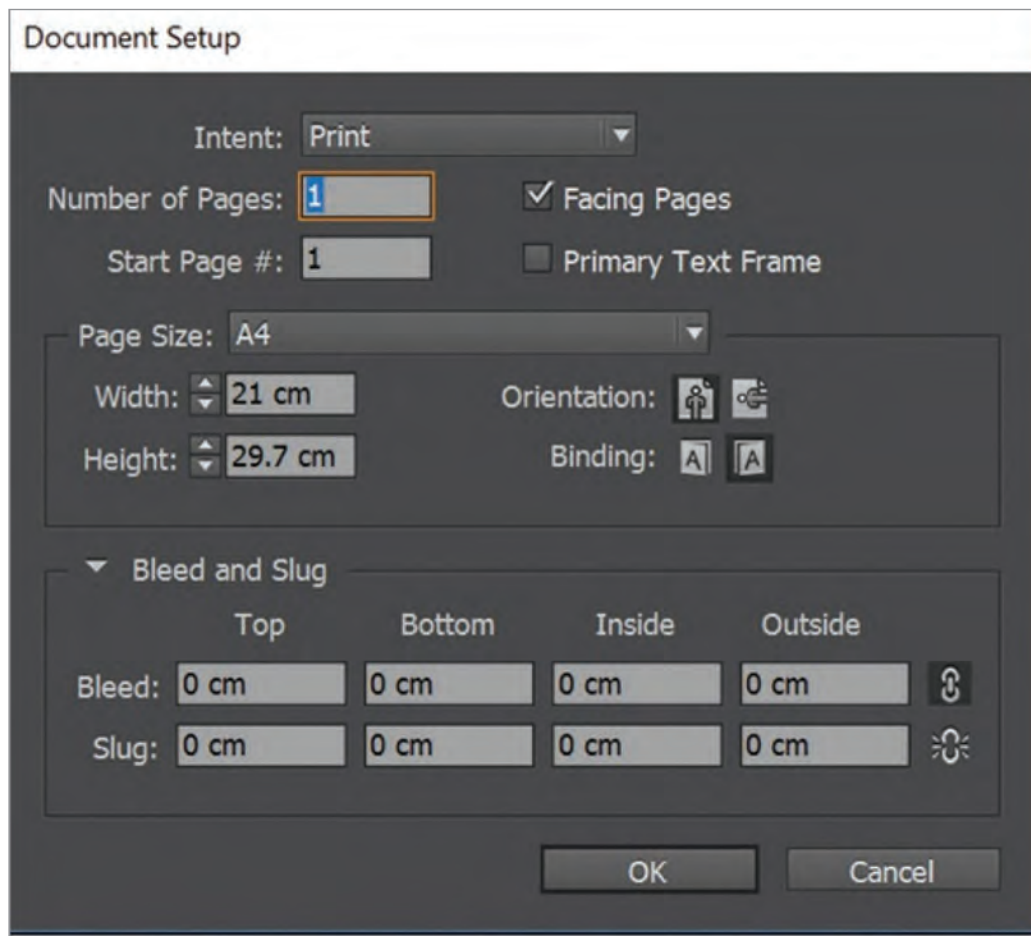 Document Setup
Intent: Print
Number of Pages: 1 Facing Pages
Start Page #: 1 Primary Text Frame
Page Size: A4
Width: 21 cm Orientation:
Height: 29.7 cm Binding: A A
Bleed and Slug
Top Bottom Inside Outside
Bleed: 0 cm 0 cm 0 cm 0 cm
Slug: 0 cm 0 cm 0 cm 0 cm
OK Cancel